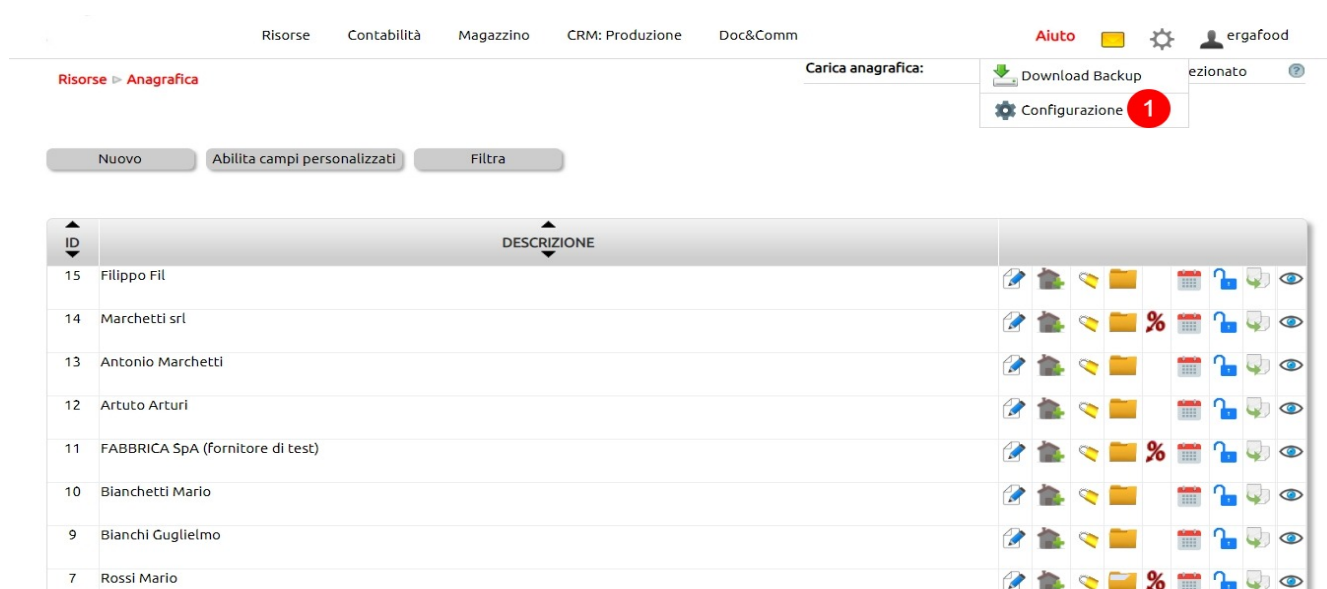 Risorse Contabilità Magazzino CRM: Produzione Doc&Comm Aiuto ergafood
Risorse ▷ Anagrafica Carica anagrafica: Download Backup ezionato ?
Configurazione 1
Nuovo Abilita campi personalizzati Filtra
ID DESCRIZIONE
15 Filippo Fil
14 Marchetti srl %
13 Antonio Marchetti
12 Artuto Arturi
11 FABBRICA SpA (fornitore di test) %
10 Bianchetti Mario
9 Bianchi Guglielmo
7 Rossi Mario %